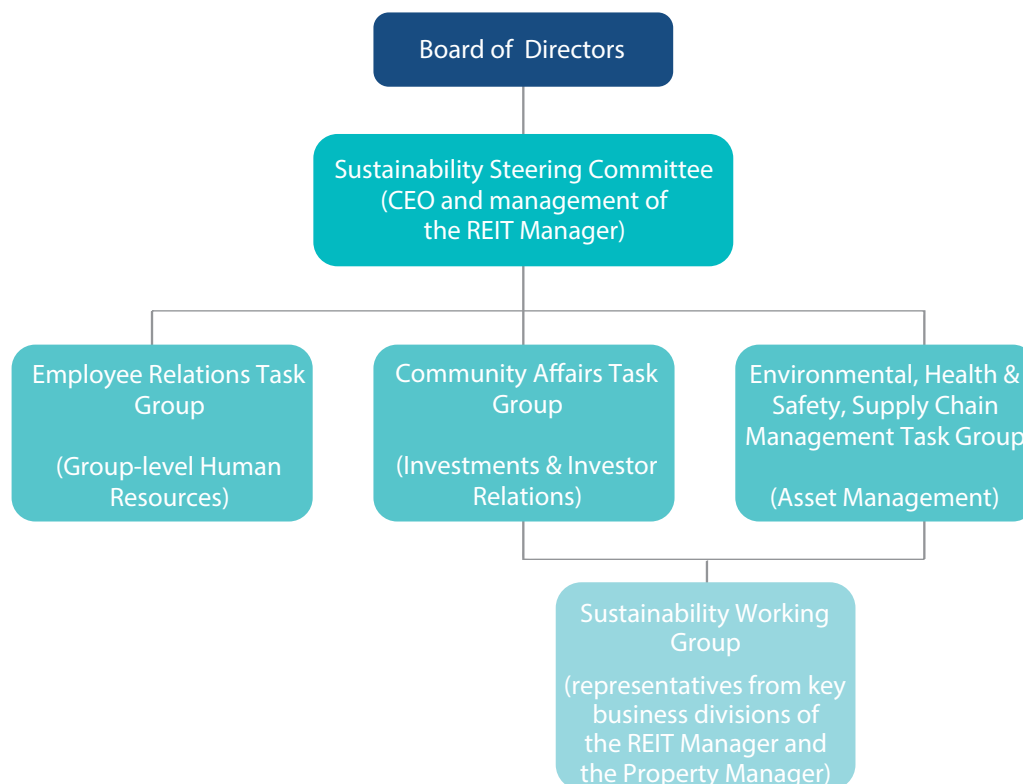 Board of Directors
Sustainability Steering Committee
(CEO and management of
the REIT Manager)
Employee Relations Task
Group
(Group-level Human
Resources)
Community Affairs Task
Group
(Investments & Investor
Relations)
Environmental, Health &
Safety, Supply Chain
Management Task Group
(Asset Management)
Sustainability Working
Group
(representatives from key
business divisions of
the REIT Manager and
the Property Manager)